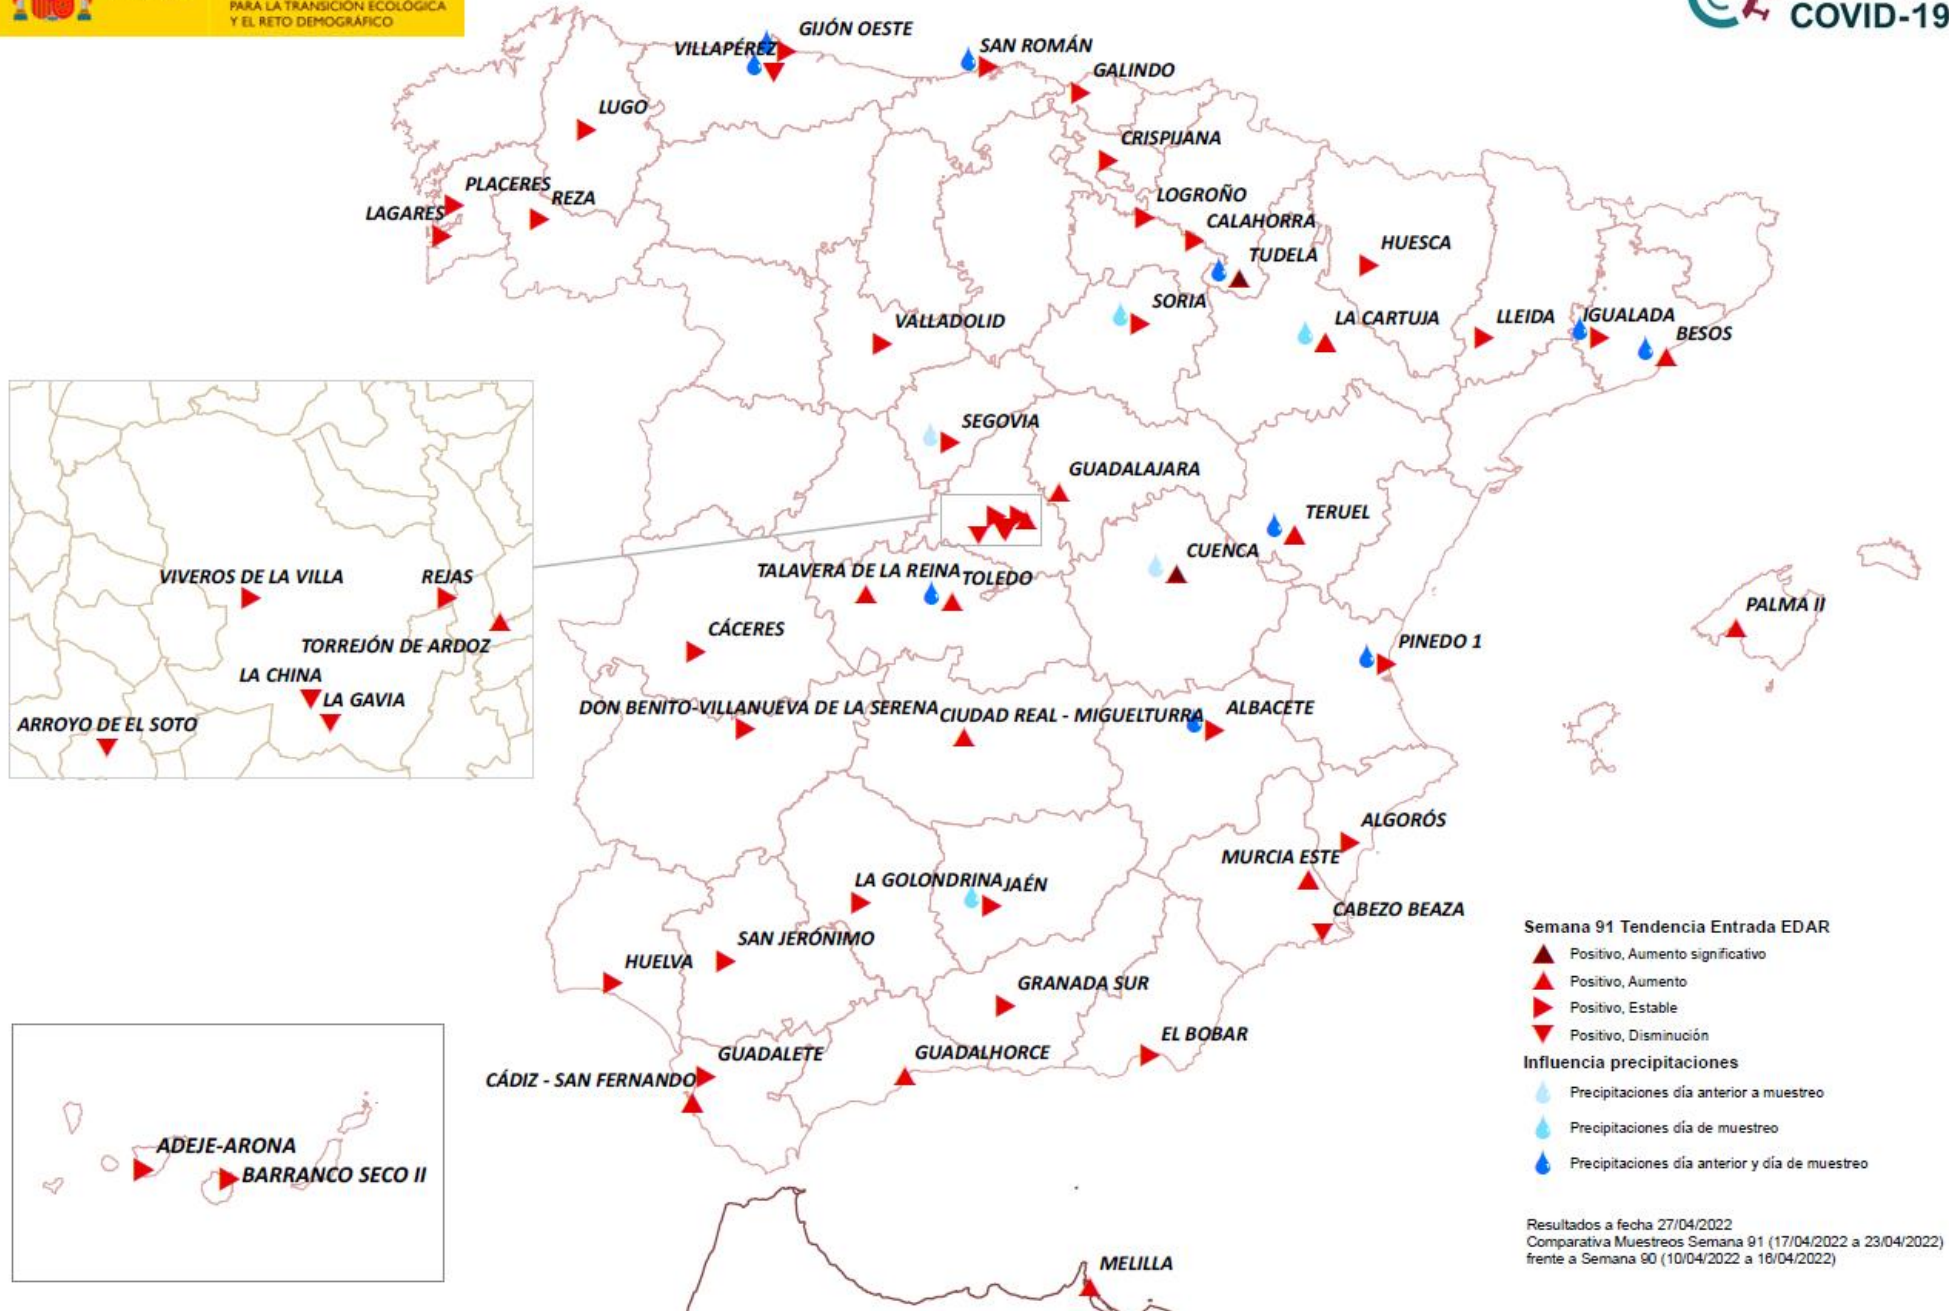 PARA LA TRANSICIÓN ECOLÓGICA
Y EL RETO DEMOGRÁFICO
COVID-19
GIJÓN OESTE
VILLAPÉREZ
SAN ROMÁN
GALINDO
LUGO
CRISPIJANA
PLACERES
REZA
LAGARES
LOGROÑO
CALAHORRA
TUDELA
HUESCA
SORIA
VALLADOLID
LA CARTUJA
LLEIDA
IGUALADA
BESOS
SEGOVIA
GUADALAJARA
TERUEL
CUENCA
TALAVERA DE LA REINA
TOLEDO
PALMA II
CÁCERES
PINEDO 1
DON BENITO-VILLANUEVA DE LA SERENA
CIUDAD REAL - MIGUELTURRA
ALBACETE
VIVEROS DE LA VILLA
REJAS
TORREJÓN DE ARDOZ
LA CHINA
LA GAVIA
ARROYO DE EL SOTO
ALGORÓS
MURCIA ESTE
LA GOLONDRINA
JAÉN
CABEZO BEAZA
SAN JERÓNIMO
HUELVA
GRANADA SUR
EL BOBAR
GUADALETE
GUADALHORCE
CÁDIZ - SAN FERNANDO
ADEJE-ARONA
BARRANCO SECO II
MELILLA
Semana 91 Tendencia Entrada EDAR
Positivo, Aumento significativo
Positivo, Aumento
Positivo, Estable
Positivo, Disminución
Influencia precipitaciones
Precipitaciones día anterior a muestreo
Precipitaciones día de muestreo
Precipitaciones día anterior y día de muestreo
Resultados a fecha 27/04/2022
Comparativa Muestreos Semana 91 (17/04/2022 a 23/04/2022)
frente a Semana 90 (10/04/2022 a 16/04/2022)